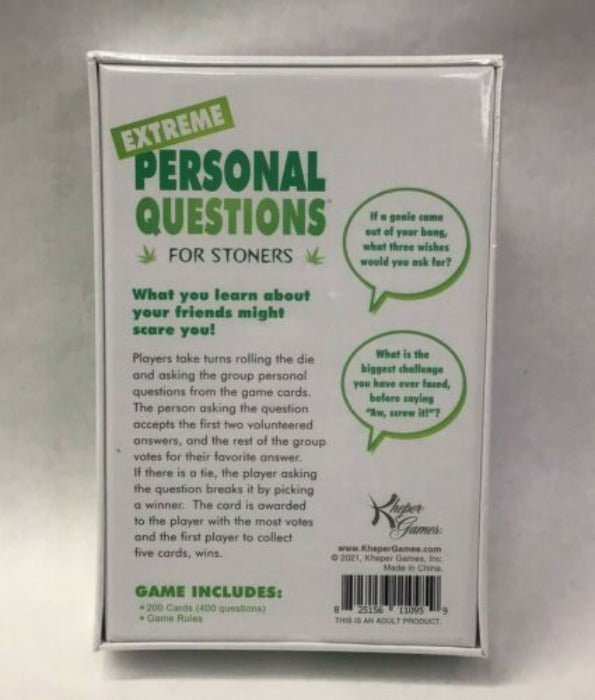 EXTREME
PERSONAL
QUESTIONS
FOR STONERS
What you learn about
your friends might
scare you!
Players take turns rolling the die
and asking the group personal
questions from the game cards.
The person asking the question
accepts the first two volunteered
answers, and the rest of the group
votes for their favorite answer.
If there is a tie, the player asking
the question breaks it by picking
a winner. The card is awarded
to the player with the most votes
and the first player to collect
five cards, wins.
GAME INCLUDES:
• 200 Cards (400 questions)
• Game Rules
If a genie came
out of your bong,
what three wishes
would you ask for?
What is the
biggest challenge
you have ever faced,
before saying
"Aw, screw it!"?
Kheper
Games
www.KheperGames.com
© 2021, Kheper Games, Inc.
Made in China.
8 25156 11095 9
THIS IS AN ADULT PRODUCT.